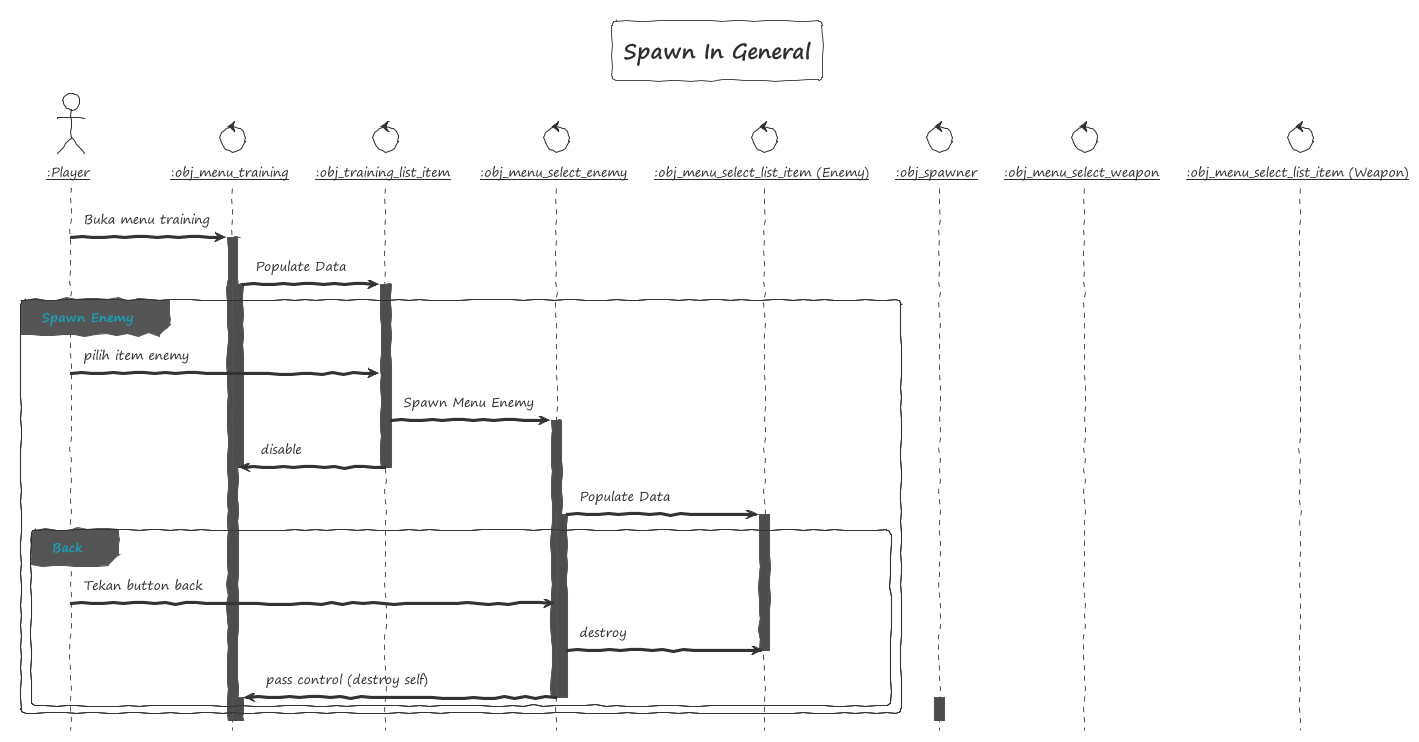 Spawn In General
:Player
:obj_menu_training
:obj_training_list_item
:obj_menu_select_enemy
:obj_menu_select_list_item (Enemy)
:obj_spawner
:obj_menu_select_weapon
:obj_menu_select_list_item (Weapon)
Buka menu training
Populate Data
Spawn Enemy
pilih item enemy
Spawn Menu Enemy
disable
Populate Data
Back
Tekan button back
destroy
pass control (destroy self)